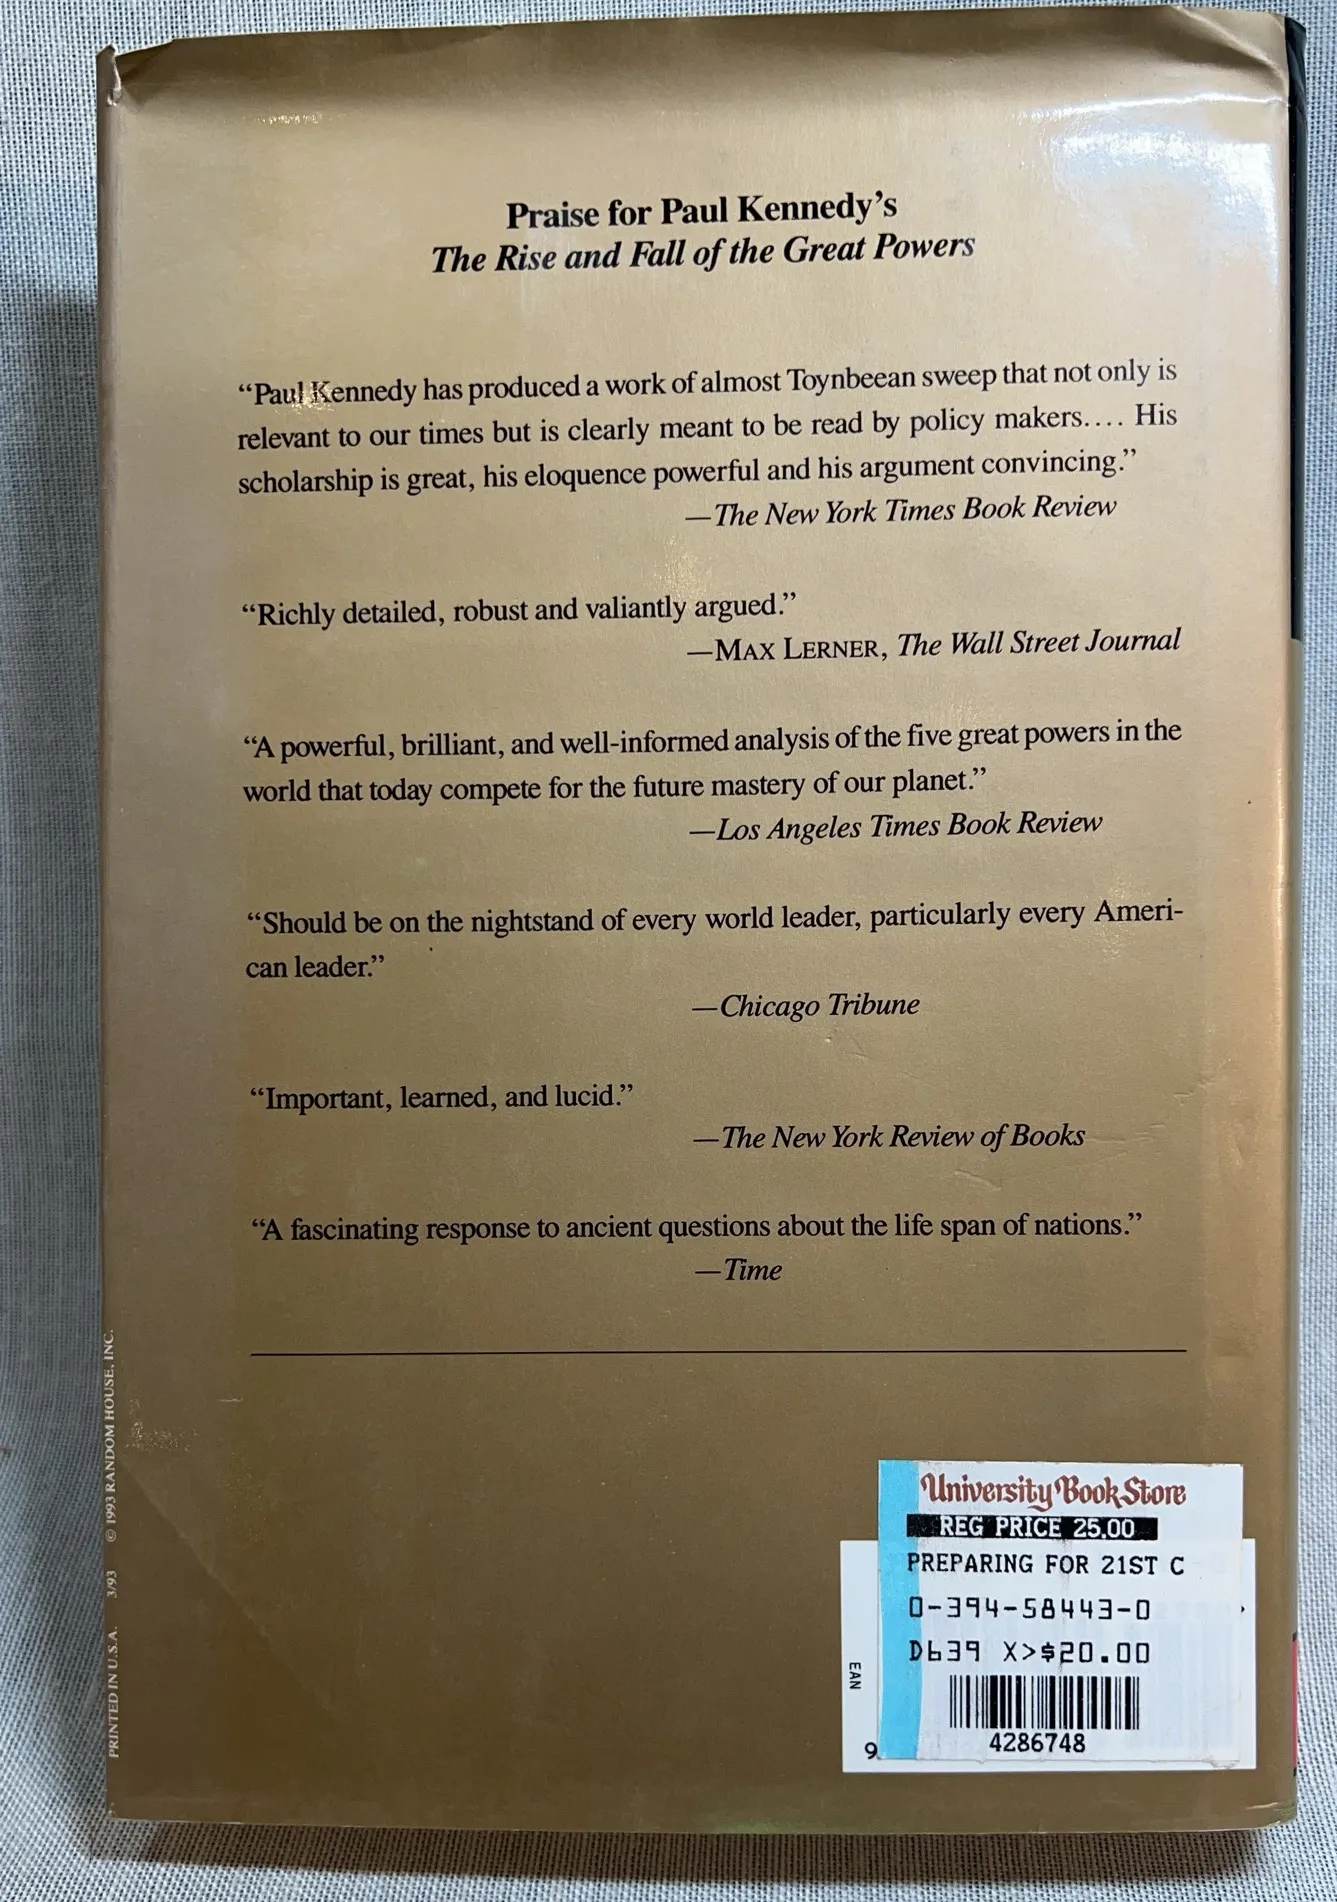 Praise for Paul Kennedy's
The Rise and Fall of the Great Powers
“Paul Kennedy has produced a work of almost Toynbeean sweep that not only is
relevant to our times but is clearly meant to be read by policy makers.... His
scholarship is great, his eloquence powerful and his argument convincing.”
—The New York Times Book Review
“Richly detailed, robust and valiantly argued.”
—MAX LERNER, The Wall Street Journal
“A powerful, brilliant, and well-informed analysis of the five great powers in the
world that today compete for the future mastery of our planet.”
—Los Angeles Times Book Review
“Should be on the nightstand of every world leader, particularly every Ameri-
can leader.”
—Chicago Tribune
“Important, learned, and lucid.”
—The New York Review of Books
“A fascinating response to ancient questions about the life span of nations.”
—Time
PRINTED IN U.S.A. 3/93 © 1993 RANDOM HOUSE, INC.
University Book Store
REG PRICE 25.00
PREPARING FOR 21ST C
0-394-58443-0
D639 X>$20.00
4286748
EAN
9